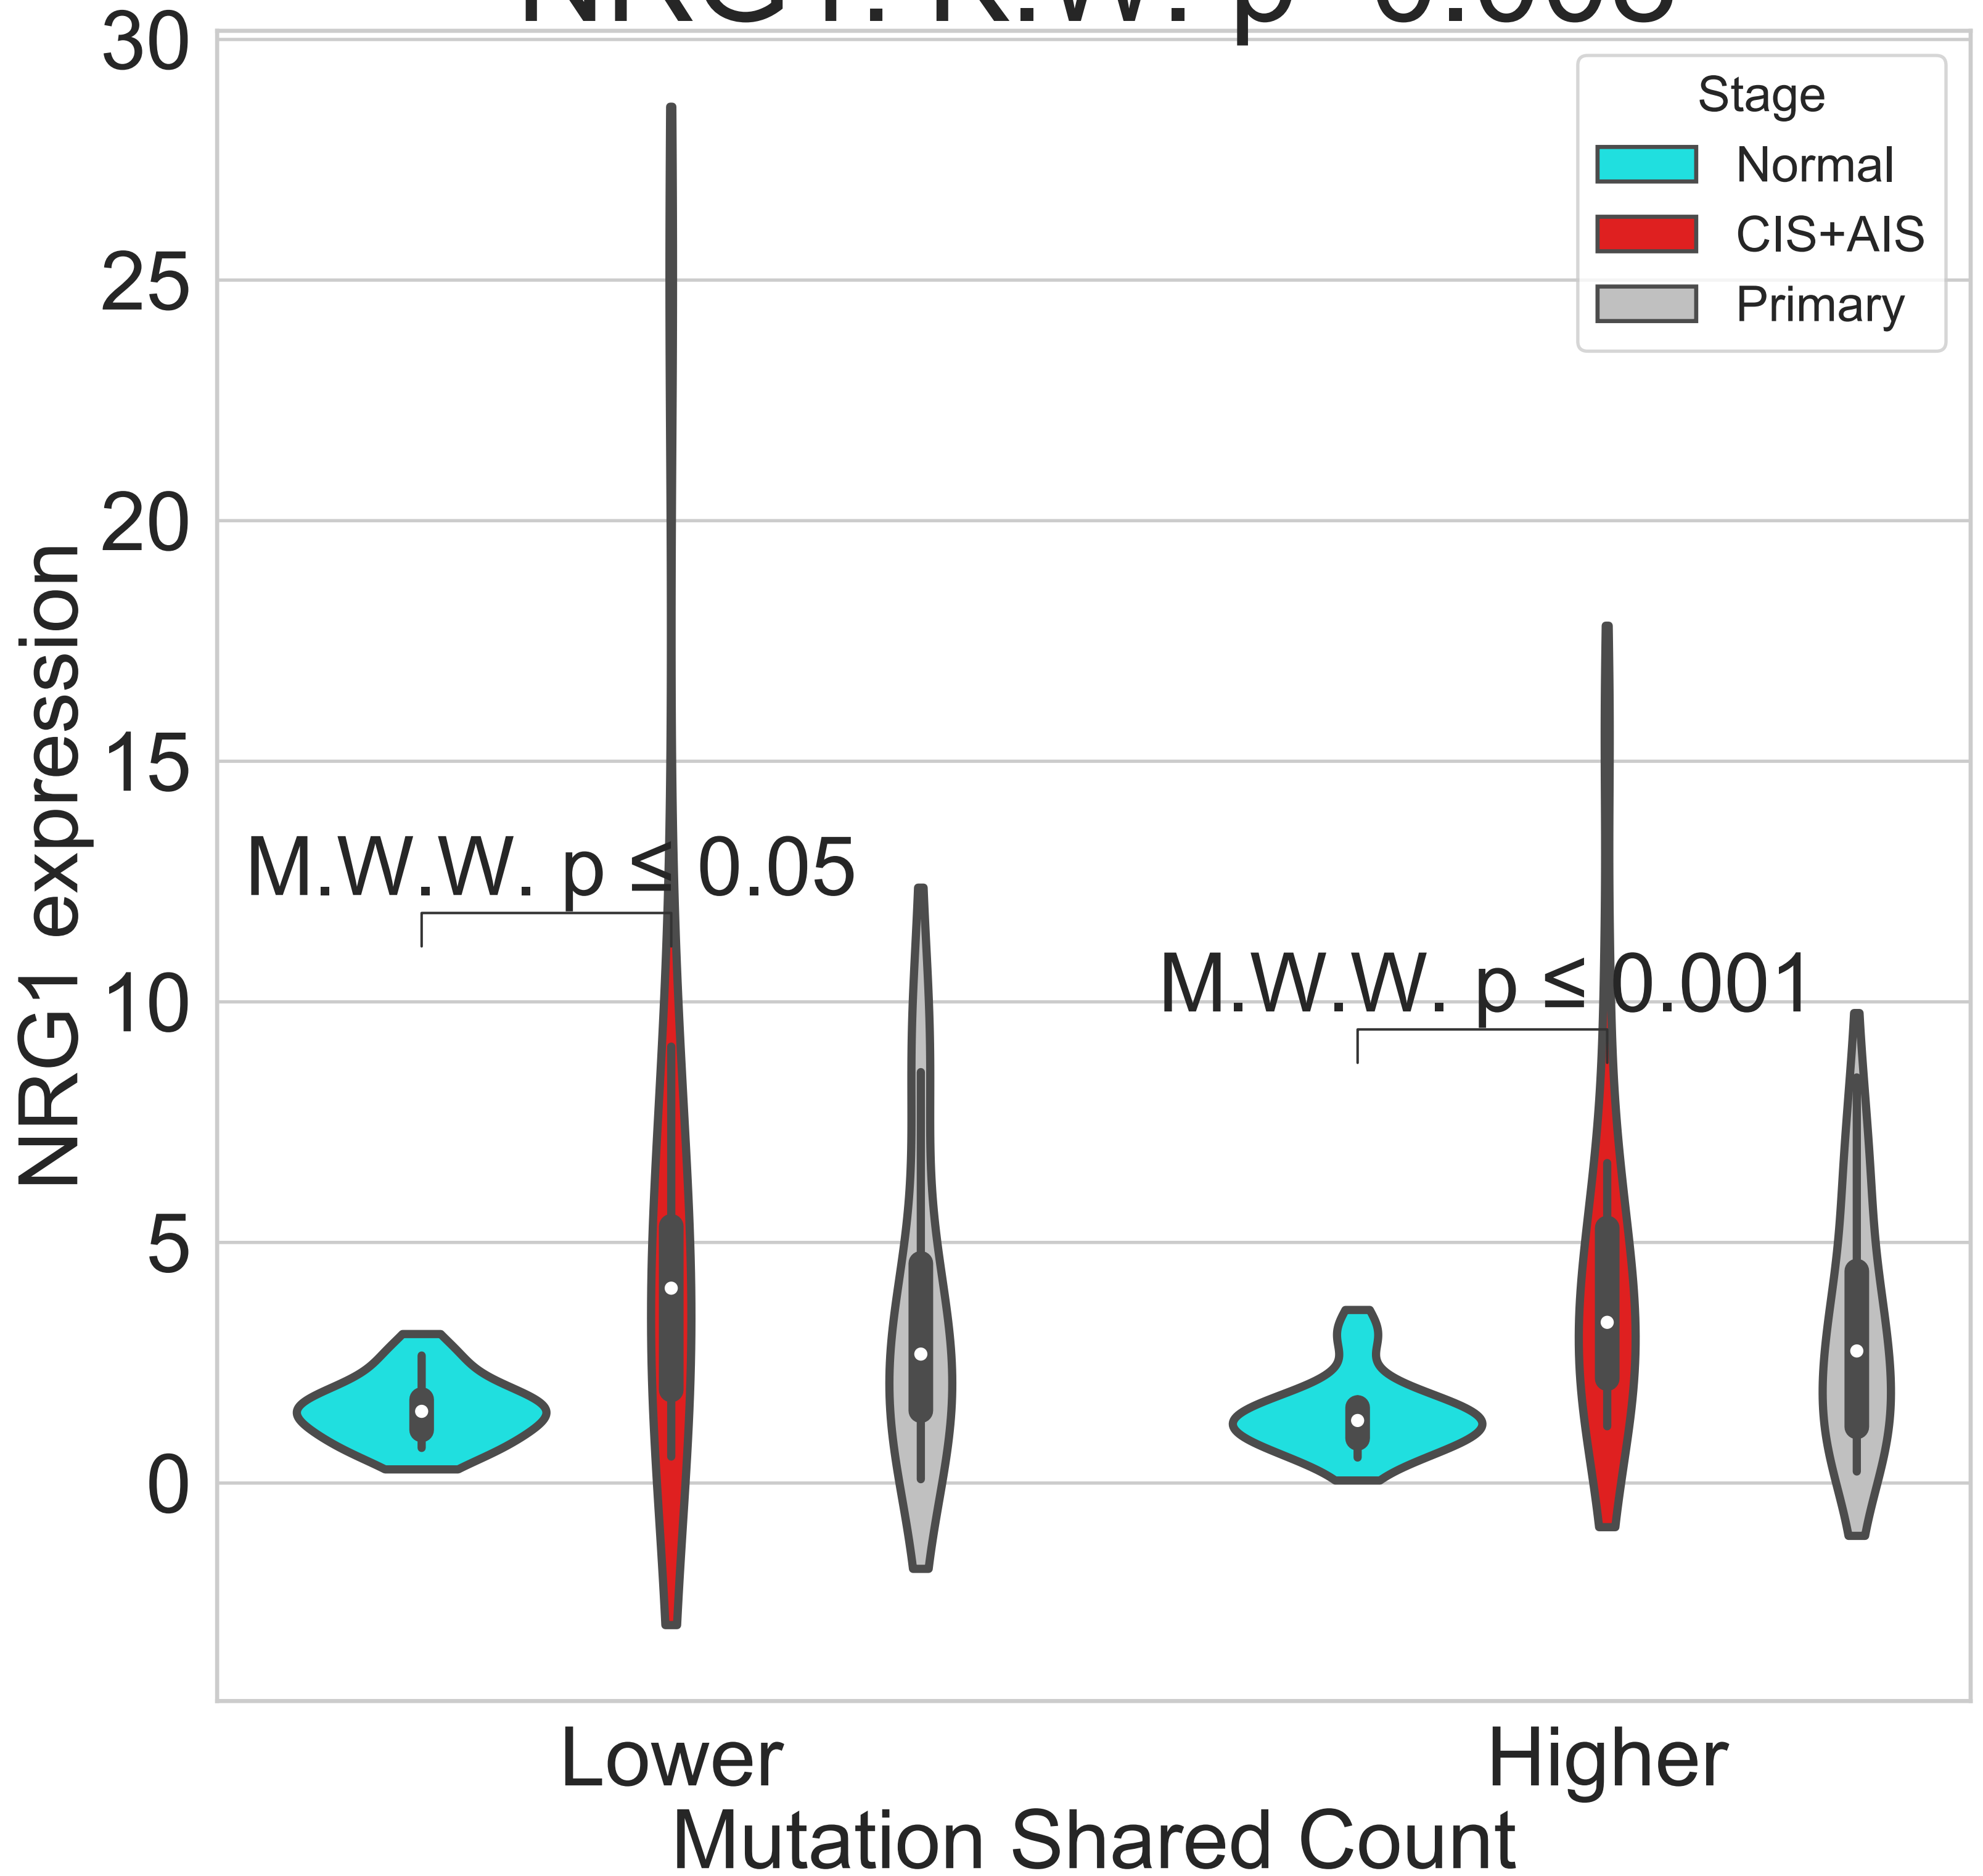 30
Stage
Normal
CIS+AIS
Primary
25
20
15
10
5
0
NRG1 expression
M.W.W. p ≤ 0.05
M.W.W. p ≤ 0.001
Lower
Higher
Mutation Shared Count